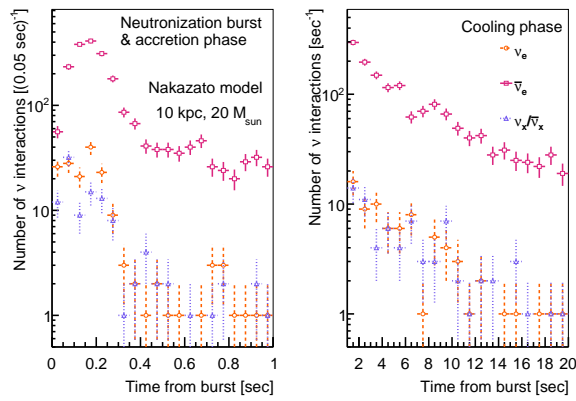 Neutronization burst
& accretion phase
Nakazato model
10 kpc, 20 M_sun
Number of ν interactions [(0.05 sec)⁻¹]
10²
10
1
0 0.2 0.4 0.6 0.8 1
Time from burst [sec]
Cooling phase
ν_e
ν̄_e
ν_x/ν̄_x
Number of ν interactions [sec⁻¹]
10²
10
1
2 4 6 8 10 12 14 16 18 20
Time from burst [sec]